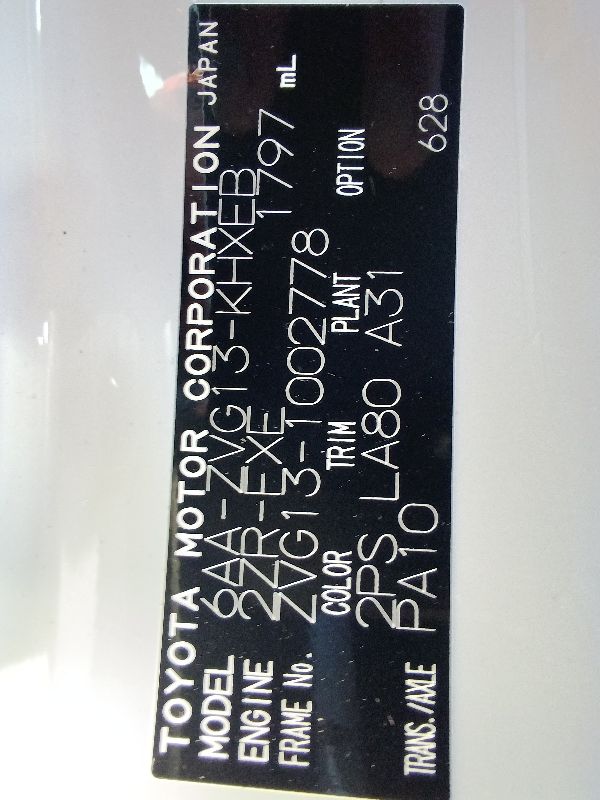 TOYOTA MOTOR CORPORATION JAPAN
MODEL 6AA-ZVG13-KHXEB
ENGINE 2ZR-EXE 1797 mL
FRAME No. ZVG13-1002778
COLOR TRIM PLANT OPTION
2PS LA80 A31
TRANS./AXLE PA10 628